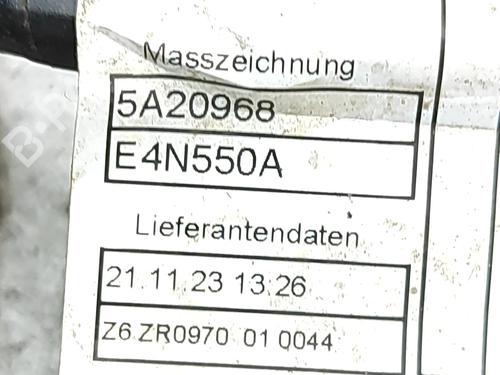 Masszeichnung
5A20968
E4N550A
Lieferantendaten
21.11.23 13:26
Z6 ZR0970 01 0044